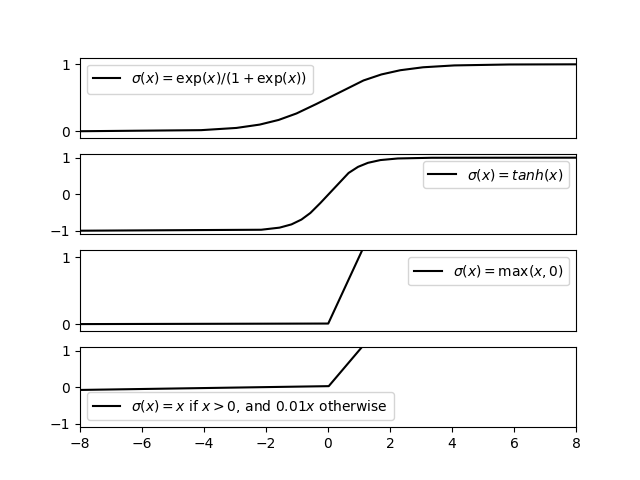 1
σ(x) = exp(x)/(1 + exp(x))
0
1
σ(x) = tanh(x)
0
−1
1
σ(x) = max(x, 0)
0
1
0
σ(x) = x if x > 0, and 0.01x otherwise
−1
−8 −6 −4 −2 0 2 4 6 8